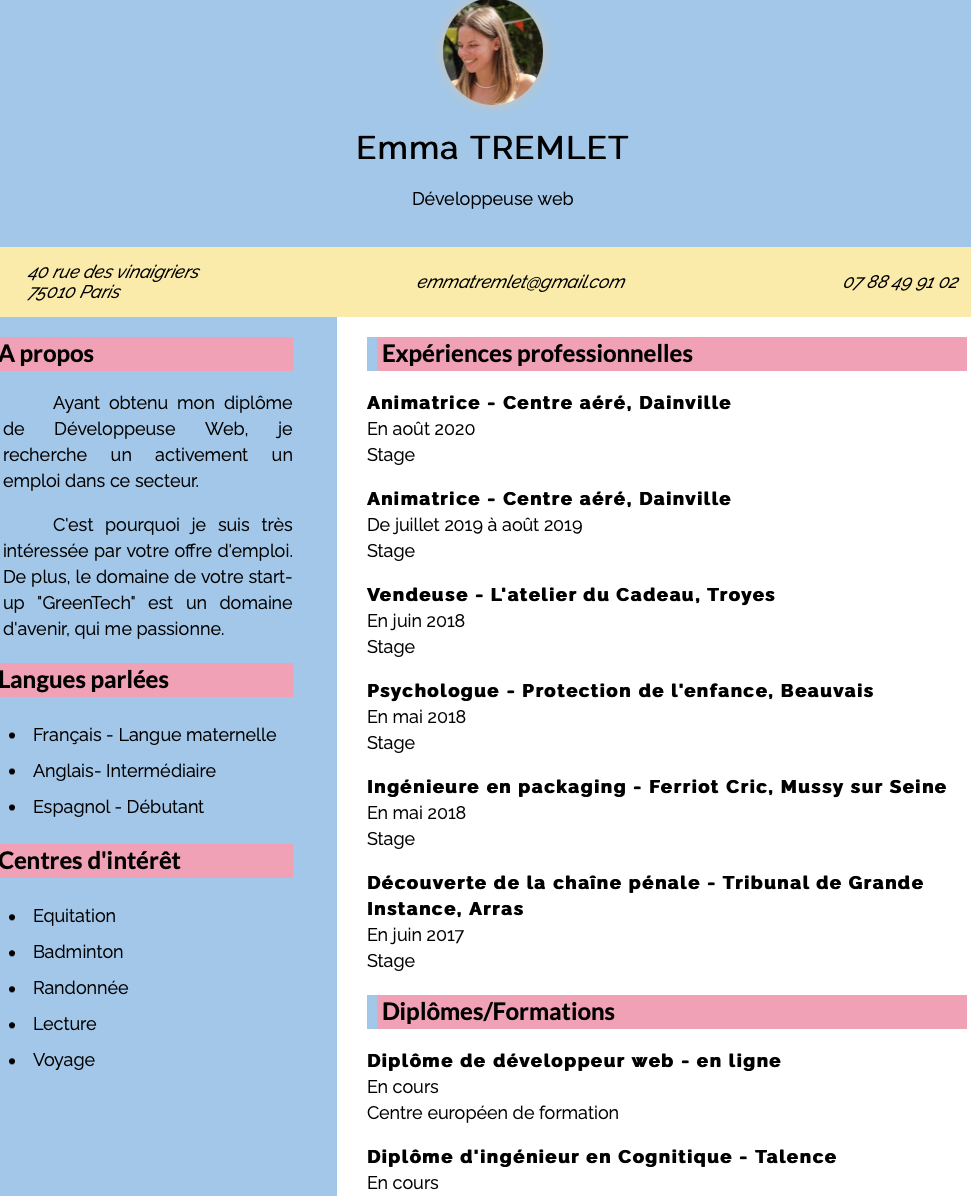 Emma TREMLET
Développeuse web
40 rue des vinaigriers
75010 Paris
emmatremlet@gmail.com
07 88 49 91 02
A propos
Ayant obtenu mon diplôme
de Développeuse Web, je
recherche un activement un
emploi dans ce secteur.
C'est pourquoi je suis très
intéressée par votre offre d'emploi.
De plus, le domaine de votre start-
up "GreenTech" est un domaine
d'avenir, qui me passionne.
Langues parlées
Français - Langue maternelle
Anglais- Intermédiaire
Espagnol - Débutant
Centres d'intérêt
Equitation
Badminton
Randonnée
Lecture
Voyage
Expériences professionnelles
Animatrice - Centre aéré, Dainville
En août 2020
Stage
Animatrice - Centre aéré, Dainville
De juillet 2019 à août 2019
Stage
Vendeuse - L'atelier du Cadeau, Troyes
En juin 2018
Stage
Psychologue - Protection de l'enfance, Beauvais
En mai 2018
Stage
Ingénieure en packaging - Ferriot Cric, Mussy sur Seine
En mai 2018
Stage
Découverte de la chaîne pénale - Tribunal de Grande
Instance, Arras
En juin 2017
Stage
Diplômes/Formations
Diplôme de développeur web - en ligne
En cours
Centre européen de formation
Diplôme d'ingénieur en Cognitique - Talence
En cours